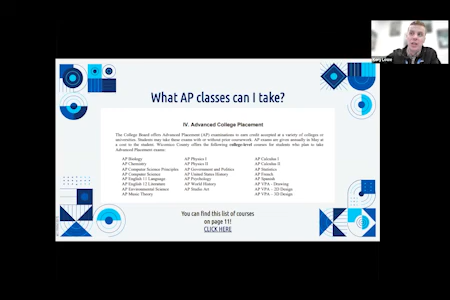 What AP classes can I take?
IV. Advanced College Placement
The College Board offers Advanced Placement (AP) examinations to earn credit accepted at a variety of colleges or
universities. Students may take these exams with or without prior coursework. AP exams are given annually in May at
a cost to the student. Wicomico County offers the following college-level courses for students who plan to take
Advanced Placement exams:
AP Biology
AP Chemistry
AP Computer Science Principles
AP Computer Science
AP English 11 Language
AP English 12 Literature
AP Environmental Science
AP Music Theory
AP Physics I
AP Physics II
AP Government and Politics
AP United States History
AP Psychology
AP World History
AP Studio Art
AP Calculus I
AP Calculus II
AP Statistics
AP French
AP Spanish
AP VPA - Drawing
AP VPA - 2D Design
AP VPA - 3D Design
You can find this list of courses
on page 11!
CLICK HERE